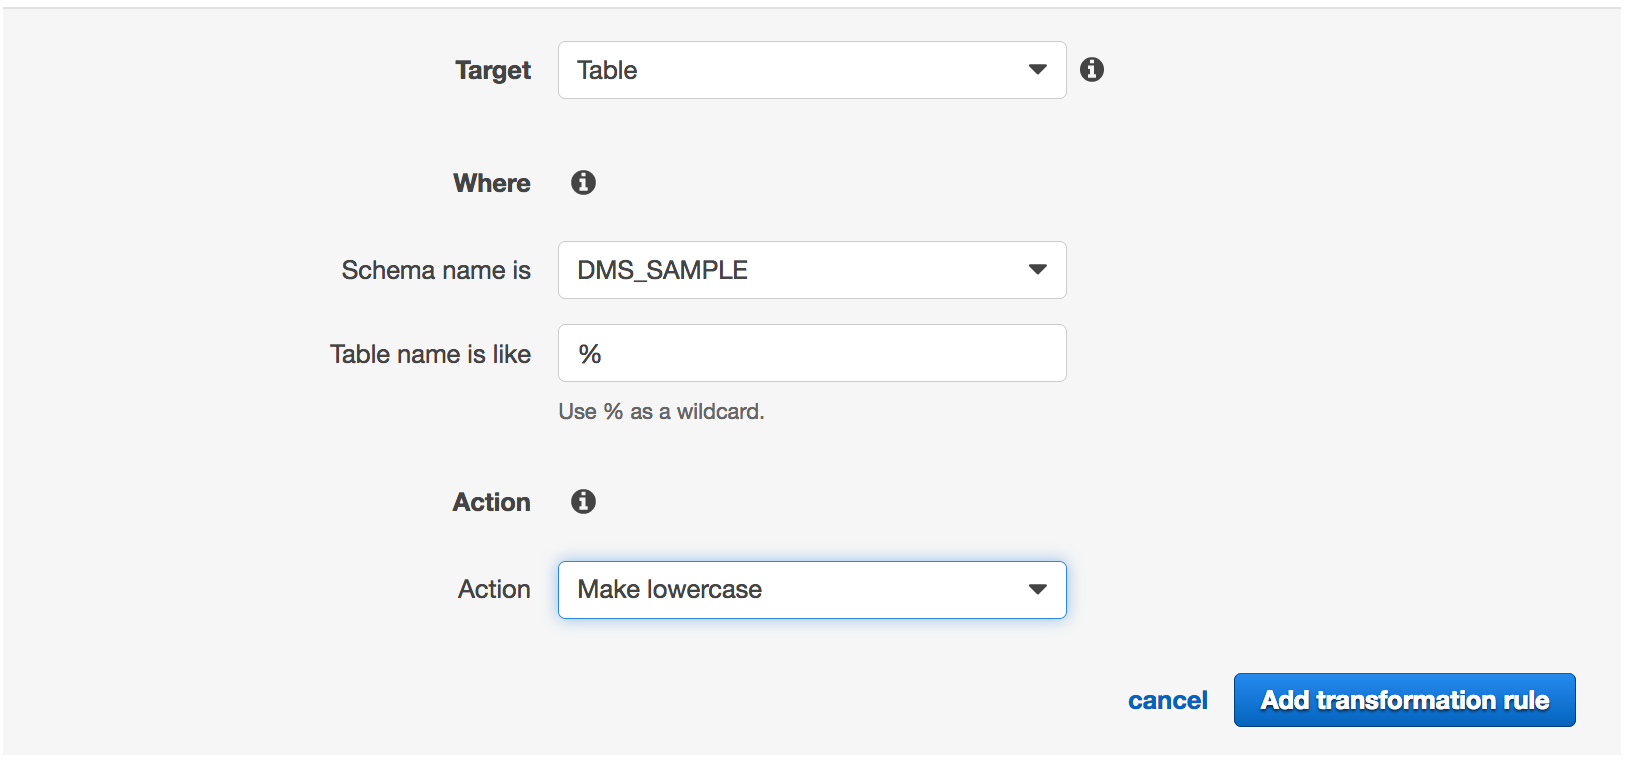 Target Table
Where
Schema name is DMS_SAMPLE
Table name is like %
Use % as a wildcard.
Action
Action Make lowercase
cancel Add transformation rule